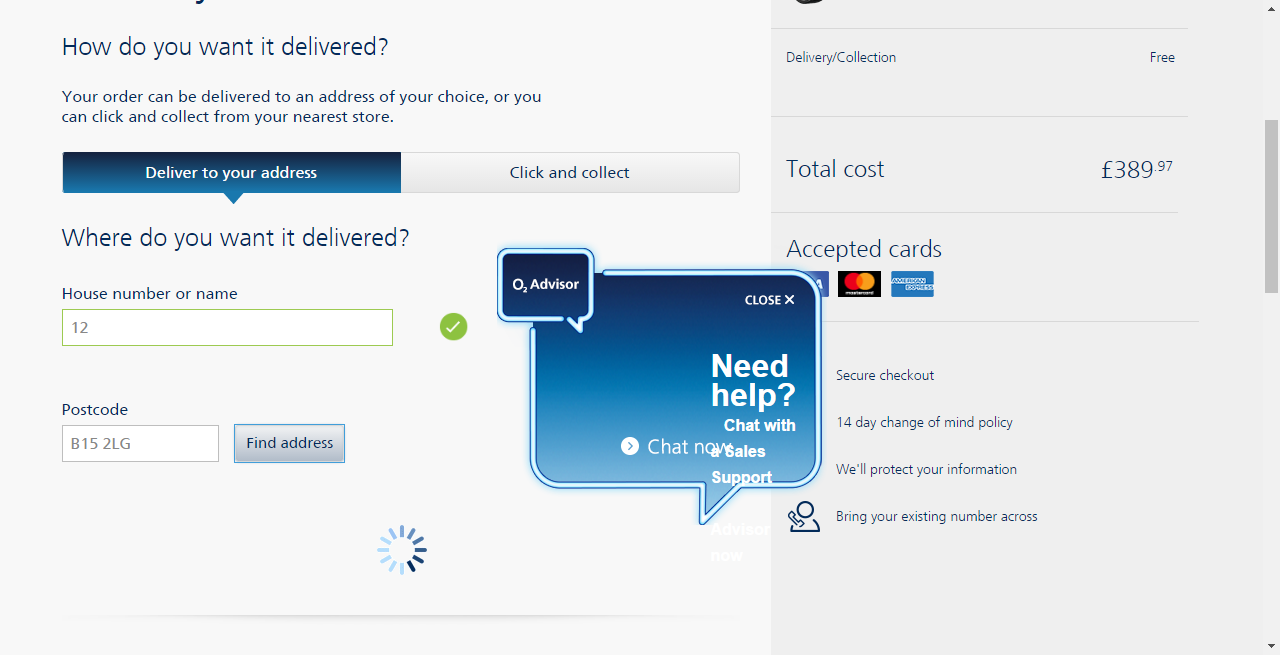 How do you want it delivered?
Your order can be delivered to an address of your choice, or you
can click and collect from your nearest store.
Deliver to your address
Click and collect
Where do you want it delivered?
House number or name
12
Postcode
B15 2LG
Find address
O2 Advisor
CLOSE X
Need
help?
Chat with
a Sales
Support
Advisor
now
Chat now
Delivery/Collection
Free
Total cost
£389.97
Accepted cards
mastercard
AMERICAN
EXPRESS
Secure checkout
14 day change of mind policy
We'll protect your information
Bring your existing number across